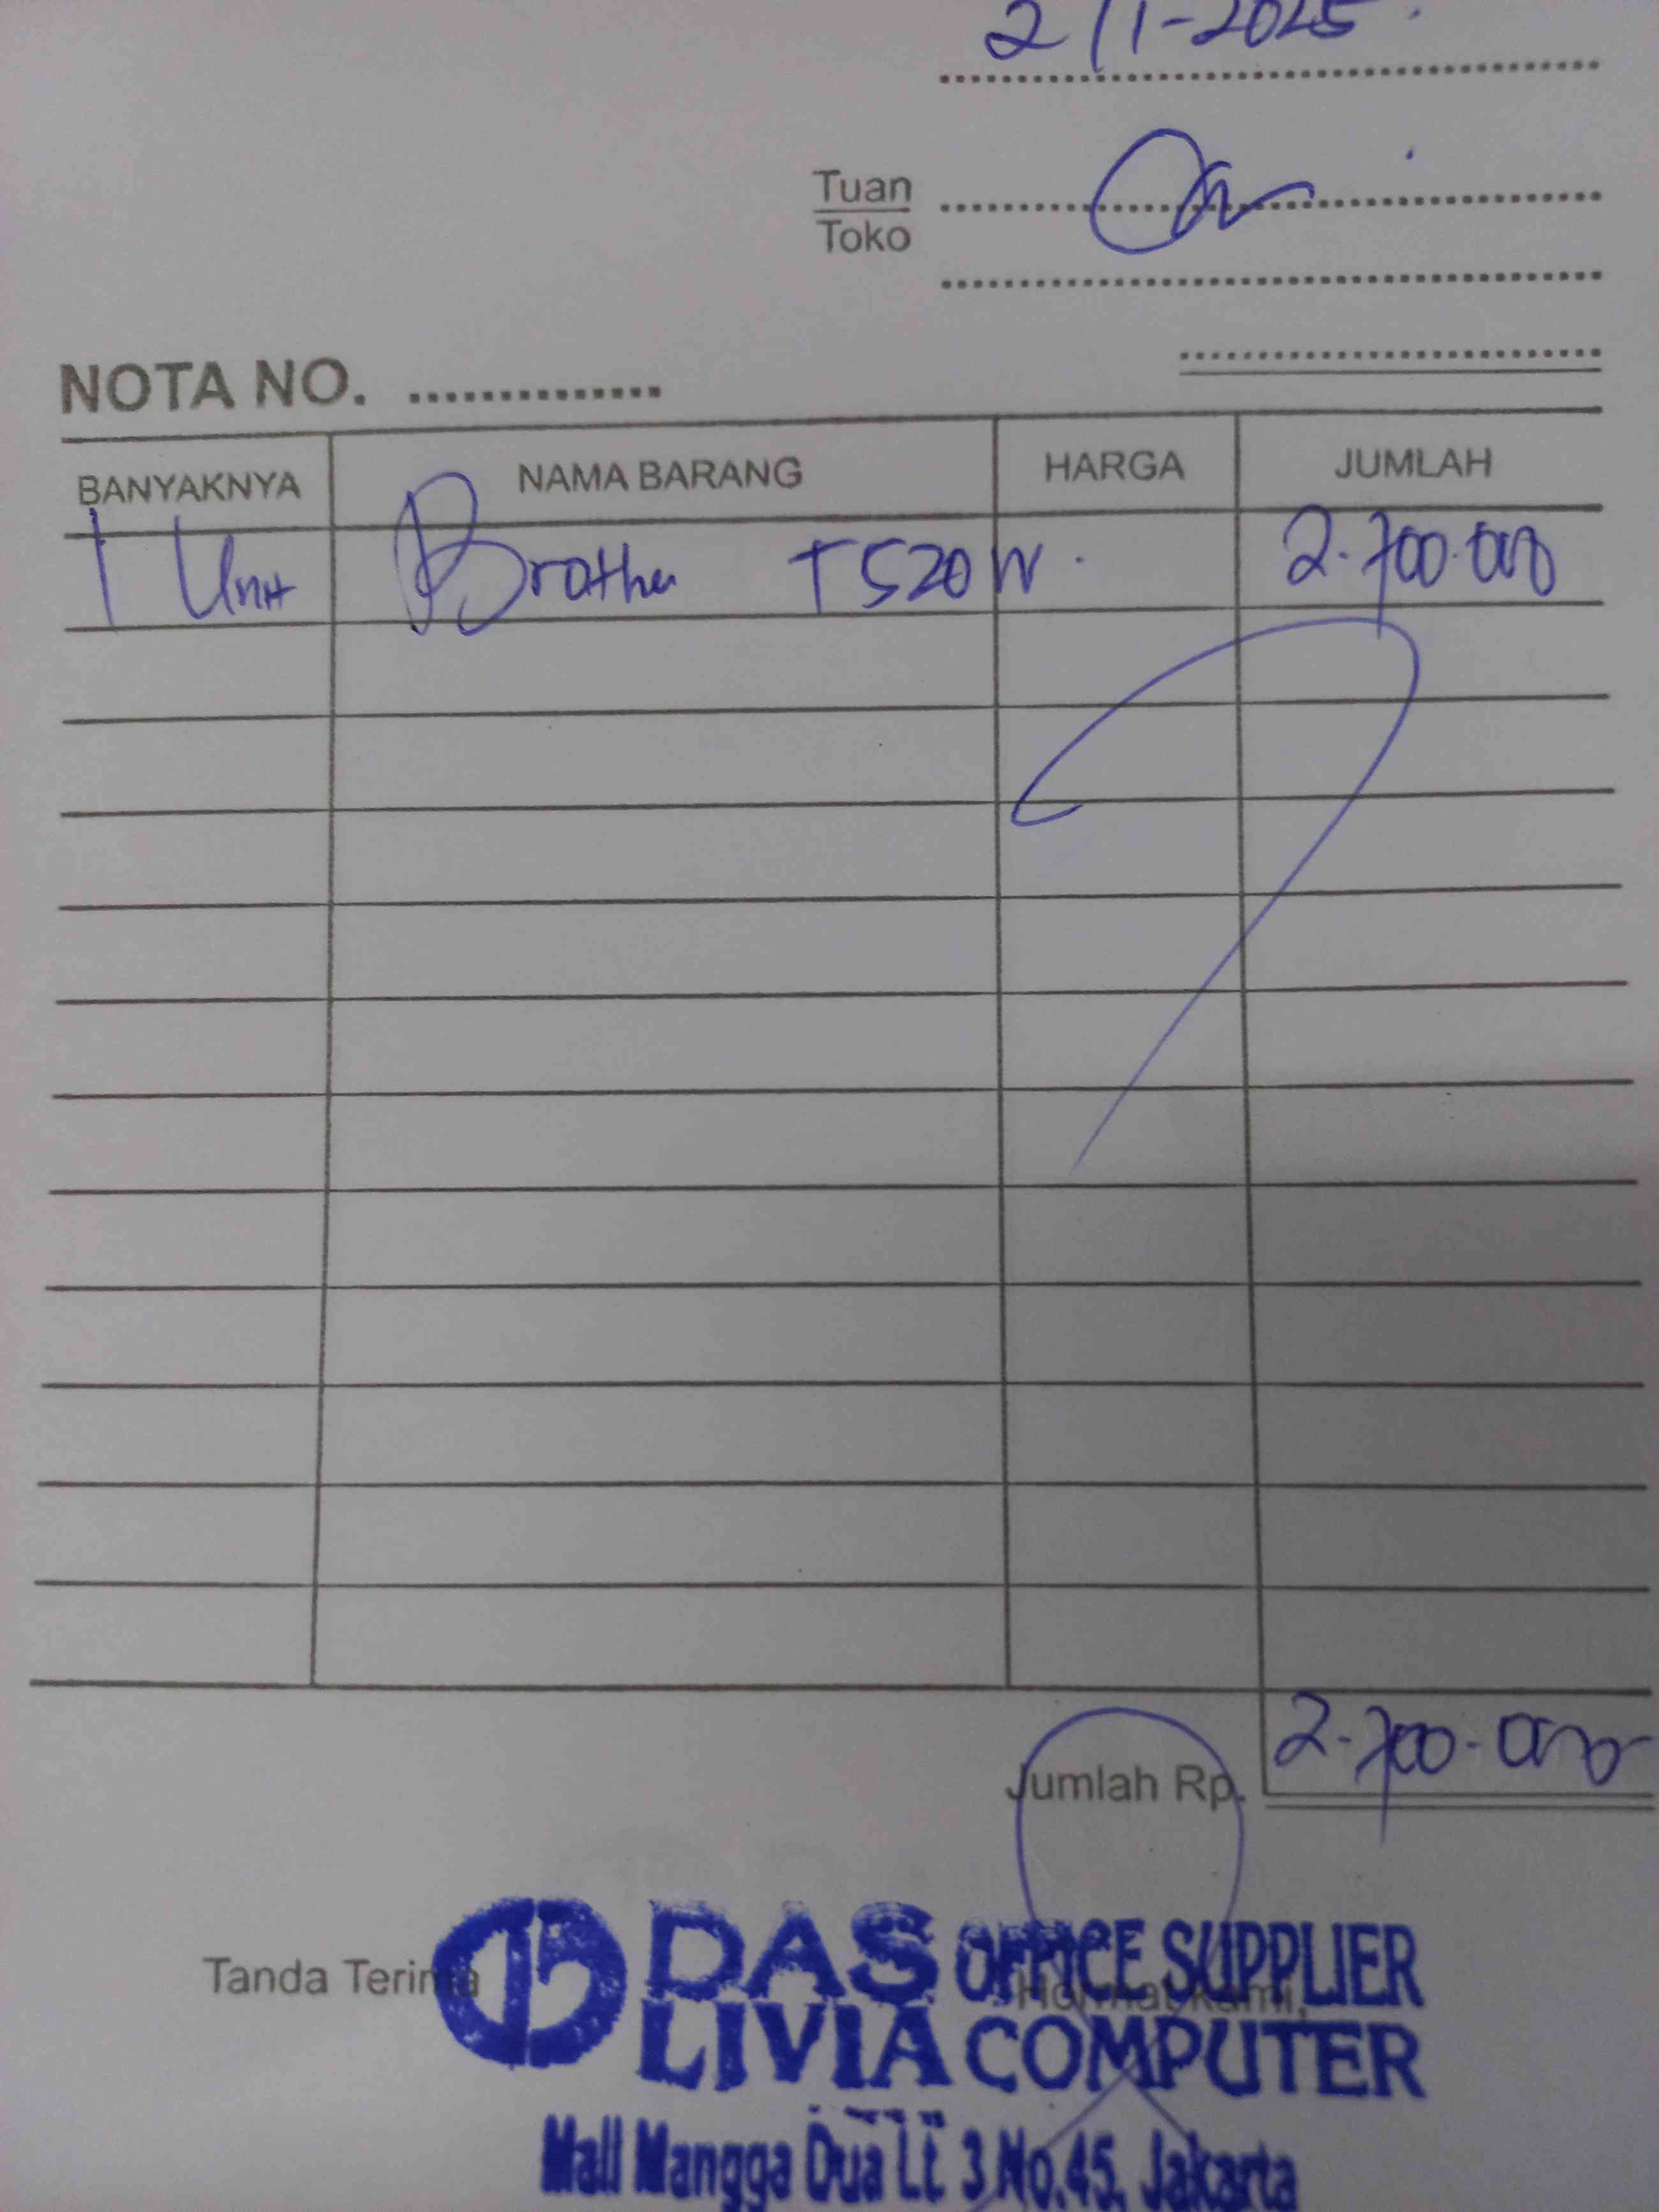 2/1-2025
Tuan
Toko
NOTA NO. ..............
BANYAKNYA NAMA BARANG HARGA JUMLAH
1 Unit Brother T520W. 2.700.000
Jumlah Rp. 2.700.000
Tanda Terima
Hormat Kami,
DAS OFFICE SUPPLIER
LIVIA COMPUTER
Mall Mangga Dua Lt. 3 No.45, Jakarta